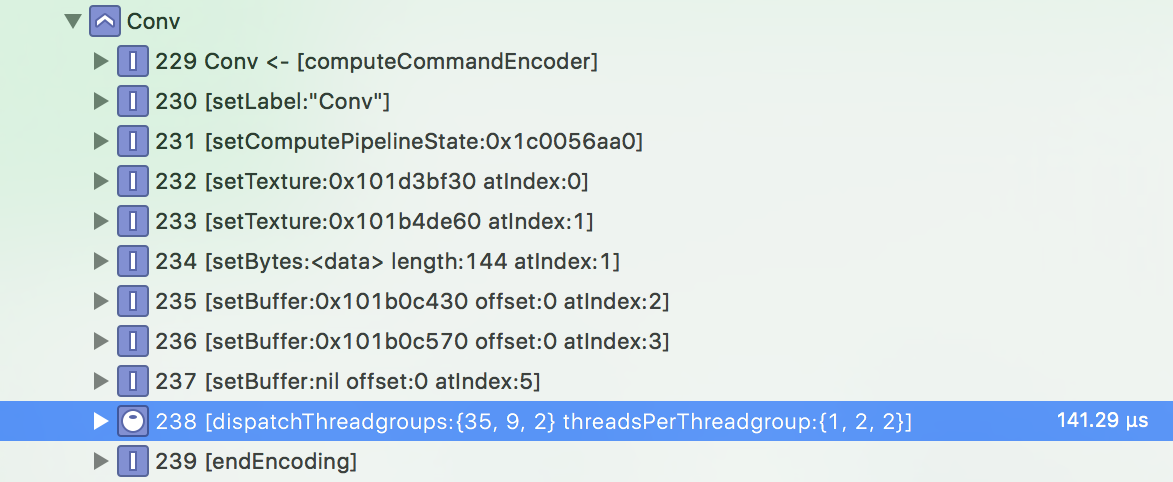 Conv
229 Conv <- [computeCommandEncoder]
230 [setLabel:"Conv"]
231 [setComputePipelineState:0x1c0056aa0]
232 [setTexture:0x101d3bf30 atIndex:0]
233 [setTexture:0x101b4de60 atIndex:1]
234 [setBytes:<data> length:144 atIndex:1]
235 [setBuffer:0x101b0c430 offset:0 atIndex:2]
236 [setBuffer:0x101b0c570 offset:0 atIndex:3]
237 [setBuffer:nil offset:0 atIndex:5]
238 [dispatchThreadgroups:{35, 9, 2} threadsPerThreadgroup:{1, 2, 2}] 141.29 µs
239 [endEncoding]